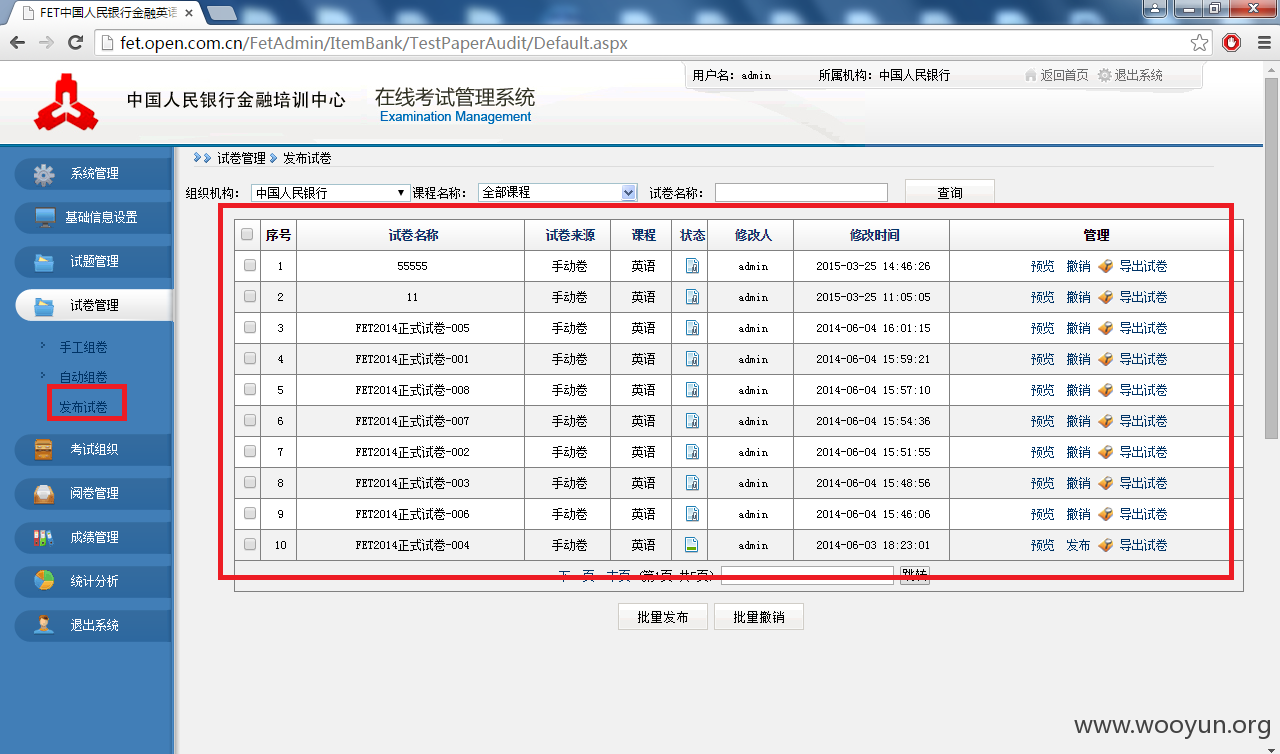 FET中国人民银行金融英语
fet.open.com.cn/FetAdmin/ItemBank/TestPaperAudit/Default.aspx
中国人民银行金融培训中心 在线考试管理系统
Examination Management
用户名：admin 所属机构：中国人民银行 返回首页 退出系统
系统管理
基础信息设置
试题管理
试卷管理
手工组卷
自动组卷
发布试卷
考试组织
阅卷管理
成绩管理
统计分析
退出系统
试卷管理 发布试卷
组织机构： 中国人民银行 课程名称： 全部课程 试卷名称： 查询
序号 试卷名称 试卷来源 课程 状态 修改人 修改时间 管理
1 55555 手动卷 英语 admin 2015-03-25 14:46:26 预览 撤销 导出试卷
2 11 手动卷 英语 admin 2015-03-25 11:05:05 预览 撤销 导出试卷
3 FET2014正式试卷-005 手动卷 英语 admin 2014-06-04 16:01:15 预览 撤销 导出试卷
4 FET2014正式试卷-001 手动卷 英语 admin 2014-06-04 15:59:21 预览 撤销 导出试卷
5 FET2014正式试卷-008 手动卷 英语 admin 2014-06-04 15:57:10 预览 撤销 导出试卷
6 FET2014正式试卷-007 手动卷 英语 admin 2014-06-04 15:54:36 预览 撤销 导出试卷
7 FET2014正式试卷-002 手动卷 英语 admin 2014-06-04 15:51:55 预览 撤销 导出试卷
8 FET2014正式试卷-003 手动卷 英语 admin 2014-06-04 15:48:56 预览 撤销 导出试卷
9 FET2014正式试卷-006 手动卷 英语 admin 2014-06-04 15:46:06 预览 撤销 导出试卷
10 FET2014正式试卷-004 手动卷 英语 admin 2014-06-03 18:23:01 预览 发布 导出试卷
下一页 末页 (第1页 共5页) 跳转
批量发布 批量撤销
www.wooyun.org